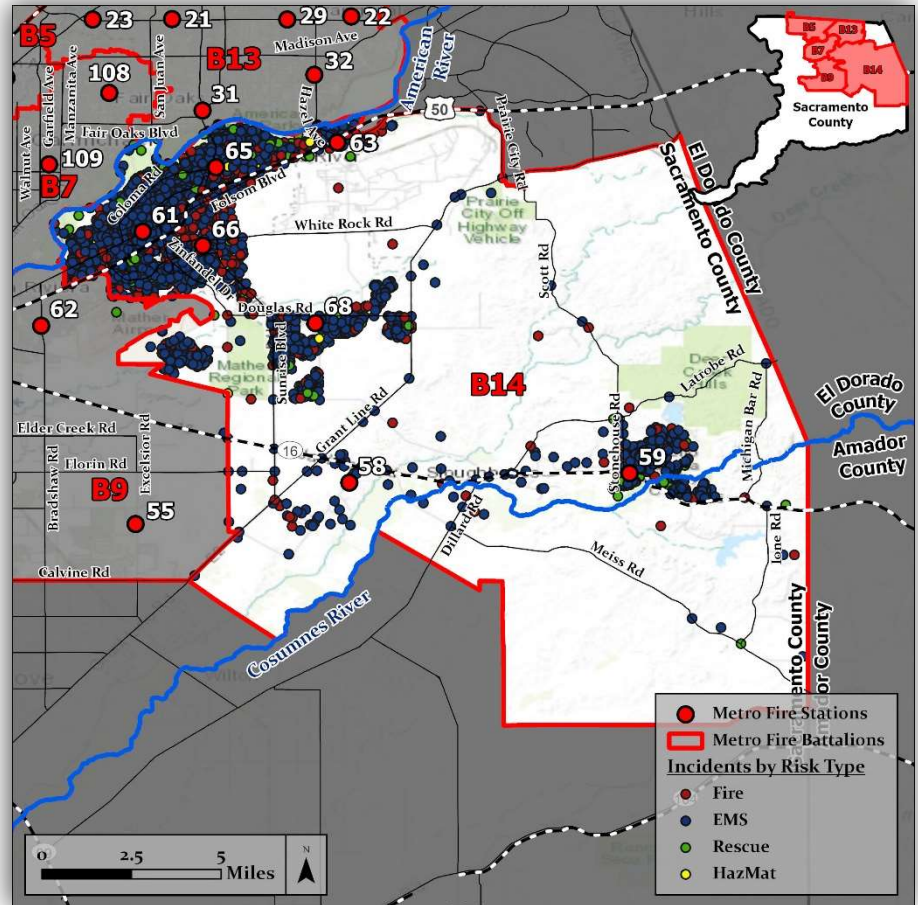 23
21
29
22
B5
Madison Ave
American
River
B13
108
Garfield Ave
Manzanita Ave
San Juan Ave
32
31
Hazel Ave
50
Fair Oaks Blvd
Walnut Ave
109
B7
65
63
Prairie City Rd
Coloma Rd
Folsom Blvd
61
66
White Rock Rd
Prairie
City Off
Highway
Vehicle
Zinfandel Dr
62
Douglas Rd
68
Scott Rd
El Dorado County
Sacramento County
Sunrise Blvd
Mather
Regional
Park
B14
Latrobe Rd
Grant Line Rd
Stonehouse Rd
Michigan Bar Rd
El Dorado
County
Amador
County
Elder Creek Rd
Florin Rd
Bradshaw Rd
Excelsior Rd
16
58
59
B9
55
Dillard Rd
Meiss Rd
Ione Rd
Calvine Rd
Cosumnes River
Sacramento County
Amador County
B5
B13
B7
B14
B9
Sacramento
County
Metro Fire Stations
Metro Fire Battalions
Incidents by Risk Type
Fire
EMS
Rescue
HazMat
0 2.5 5
Miles
N